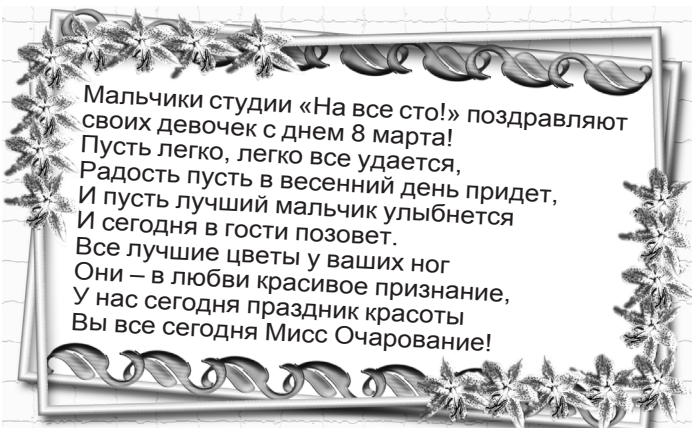 Мальчики студии «На все сто!» поздравляют
своих девочек с днем 8 марта!
Пусть легко, легко все удается,
Радость пусть в весенний день придет,
И пусть лучший мальчик улыбнется
И сегодня в гости позовет.
Все лучшие цветы у ваших ног
Они – в любви красивое признание,
У нас сегодня праздник красоты
Вы все сегодня Мисс Очарование!